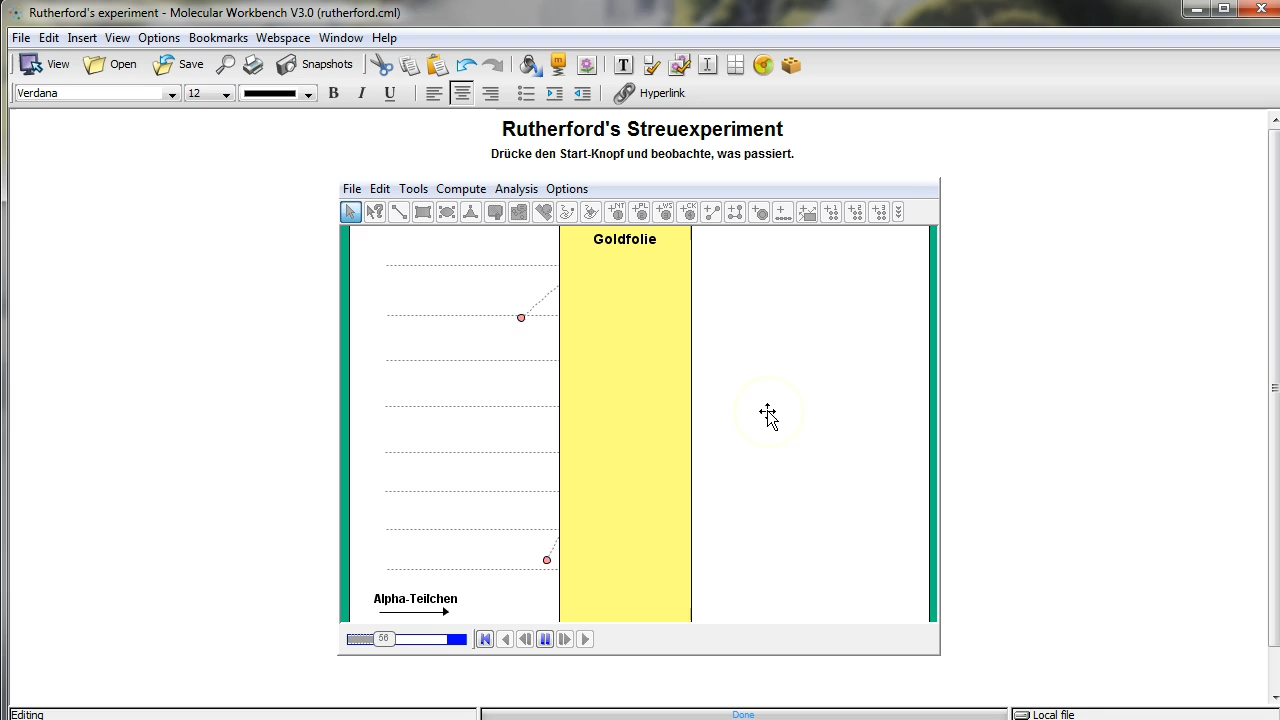 Rutherford's experiment - Molecular Workbench V3.0 (rutherford.cml)
File Edit Insert View Options Bookmarks Webspace Window Help
View Open Save Snapshots
Verdana 12 B I U Hyperlink
Rutherford's Streuexperiment
Drücke den Start-Knopf und beobachte, was passiert.
File Edit Tools Compute Analysis Options
Goldfolie
Alpha-Teilchen
56
Editing Done Local file